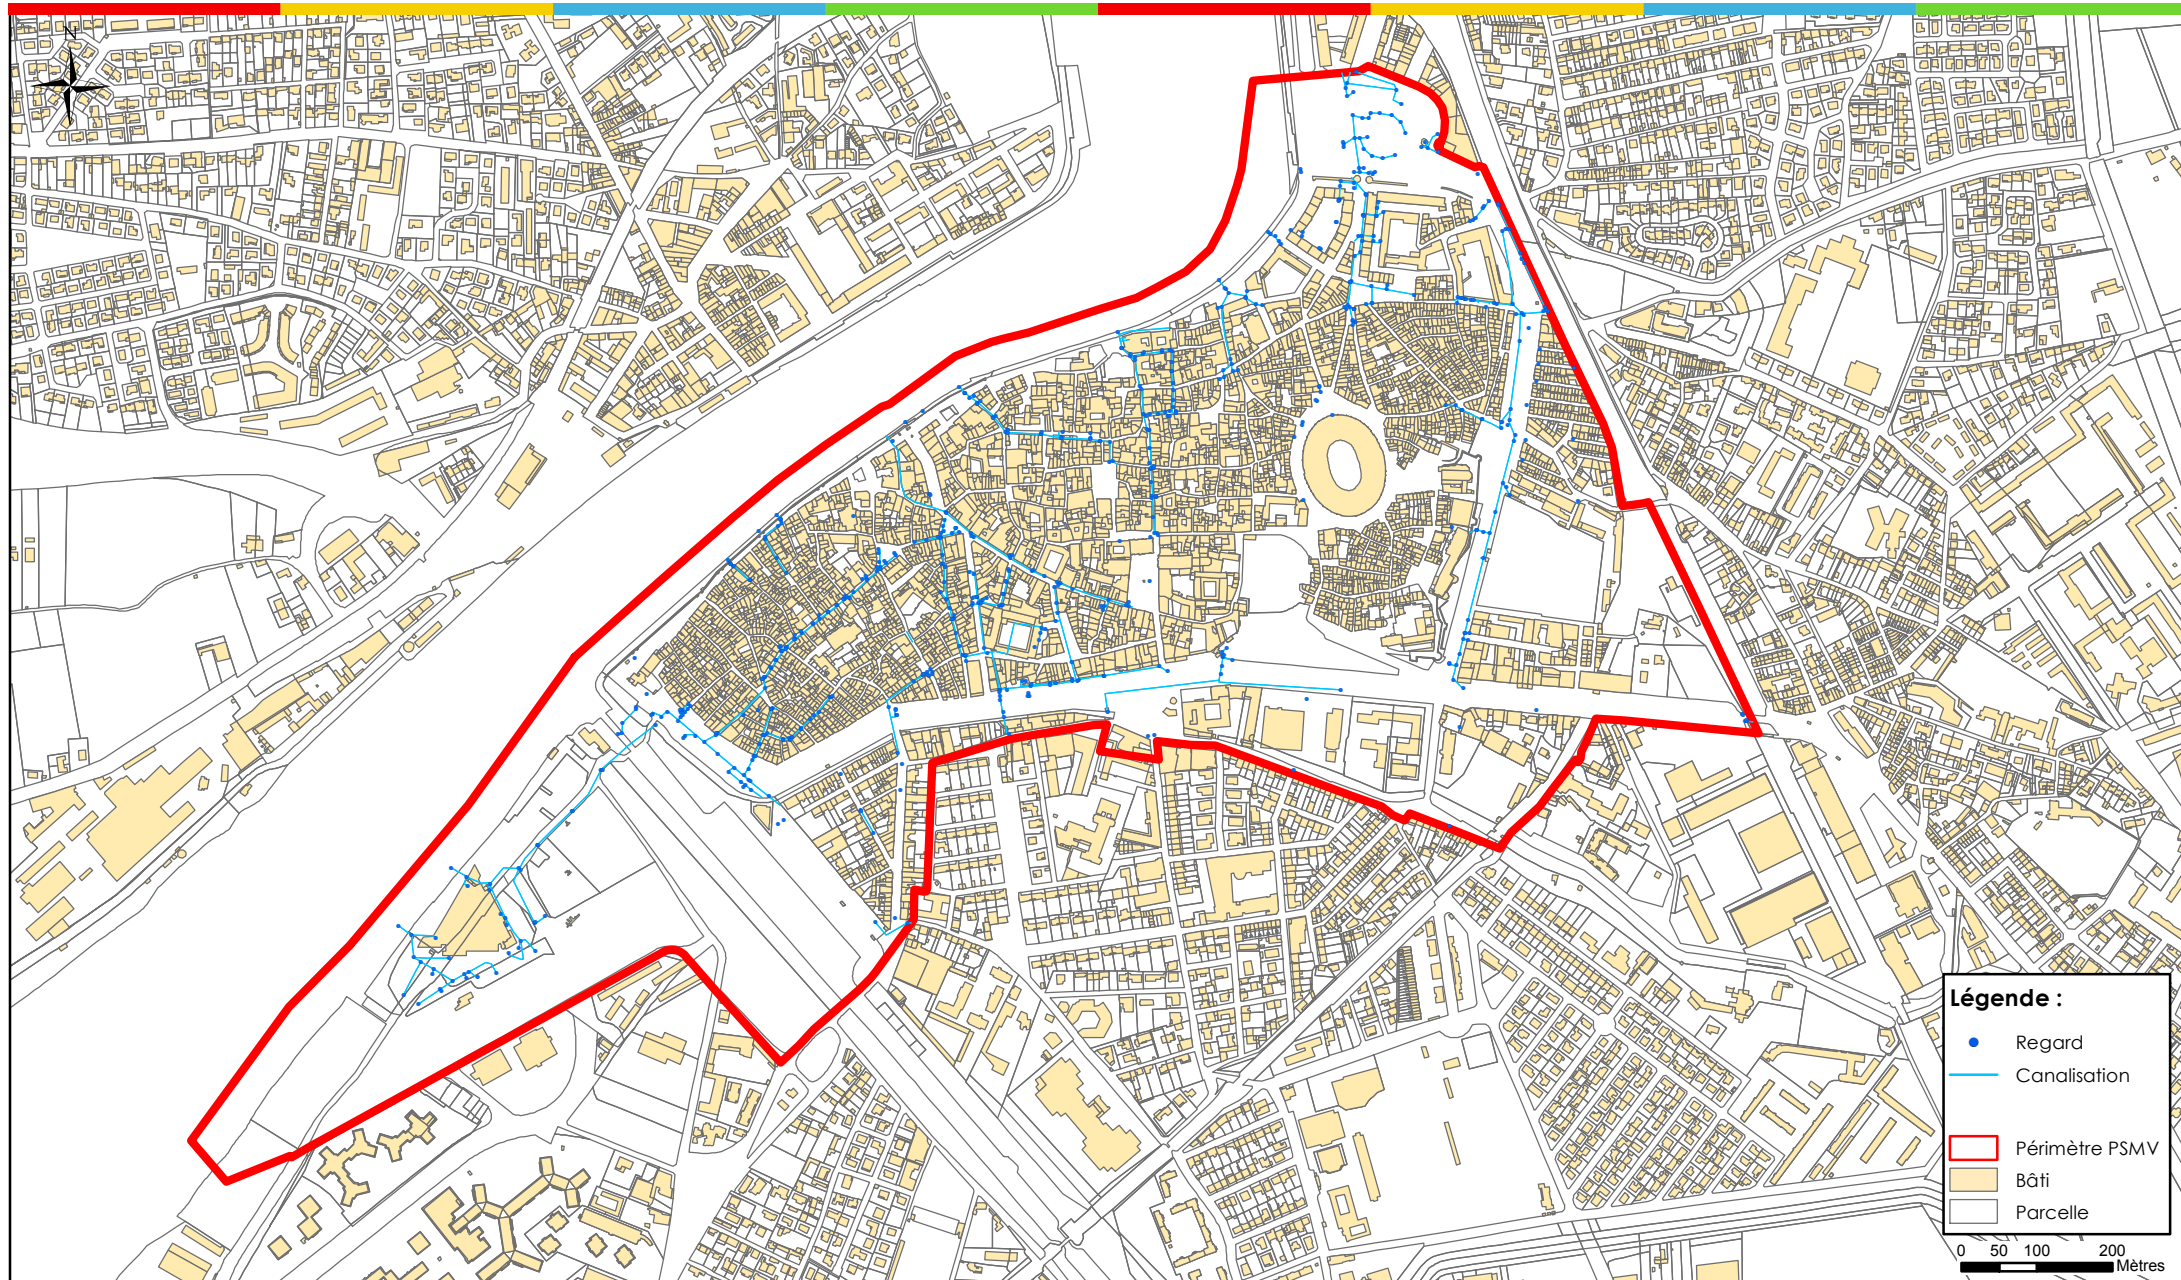 N
Légende :
Regard
Canalisation
Périmètre PSMV
Bâti
Parcelle
0 50 100 200
Mètres